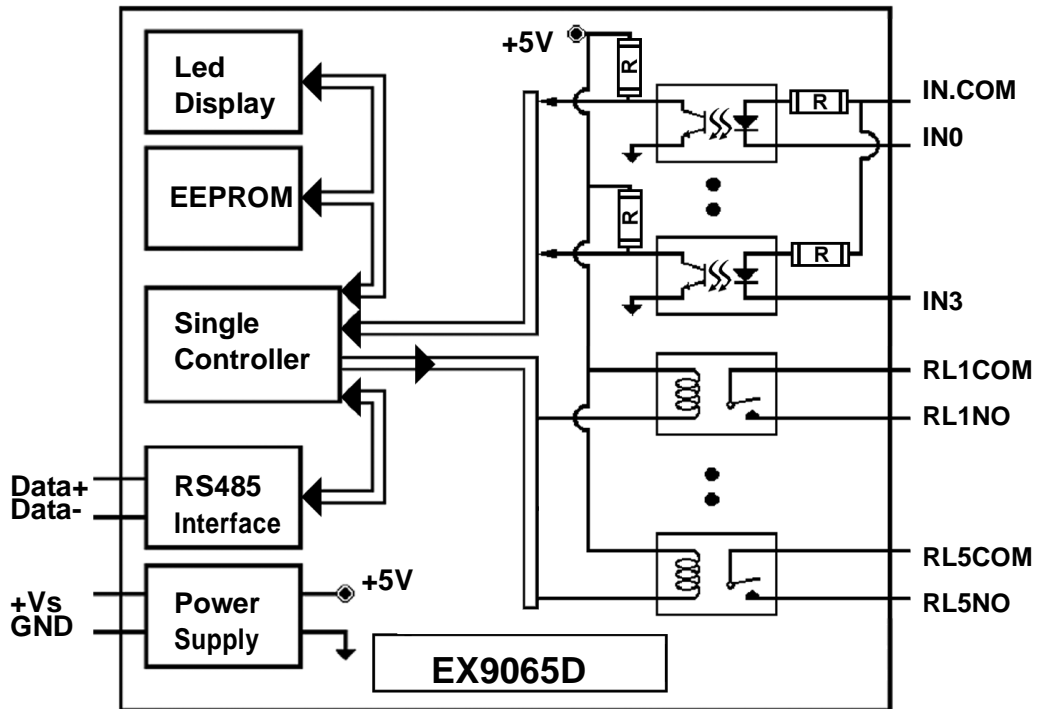 Led
Display
EEPROM
Single
Controller
RS485
Interface
Power
Supply
Data+
Data-
+Vs
GND
+5V
+5V
R
R
R
R
IN.COM
IN0
IN3
RL1COM
RL1NO
RL5COM
RL5NO
EX9065D